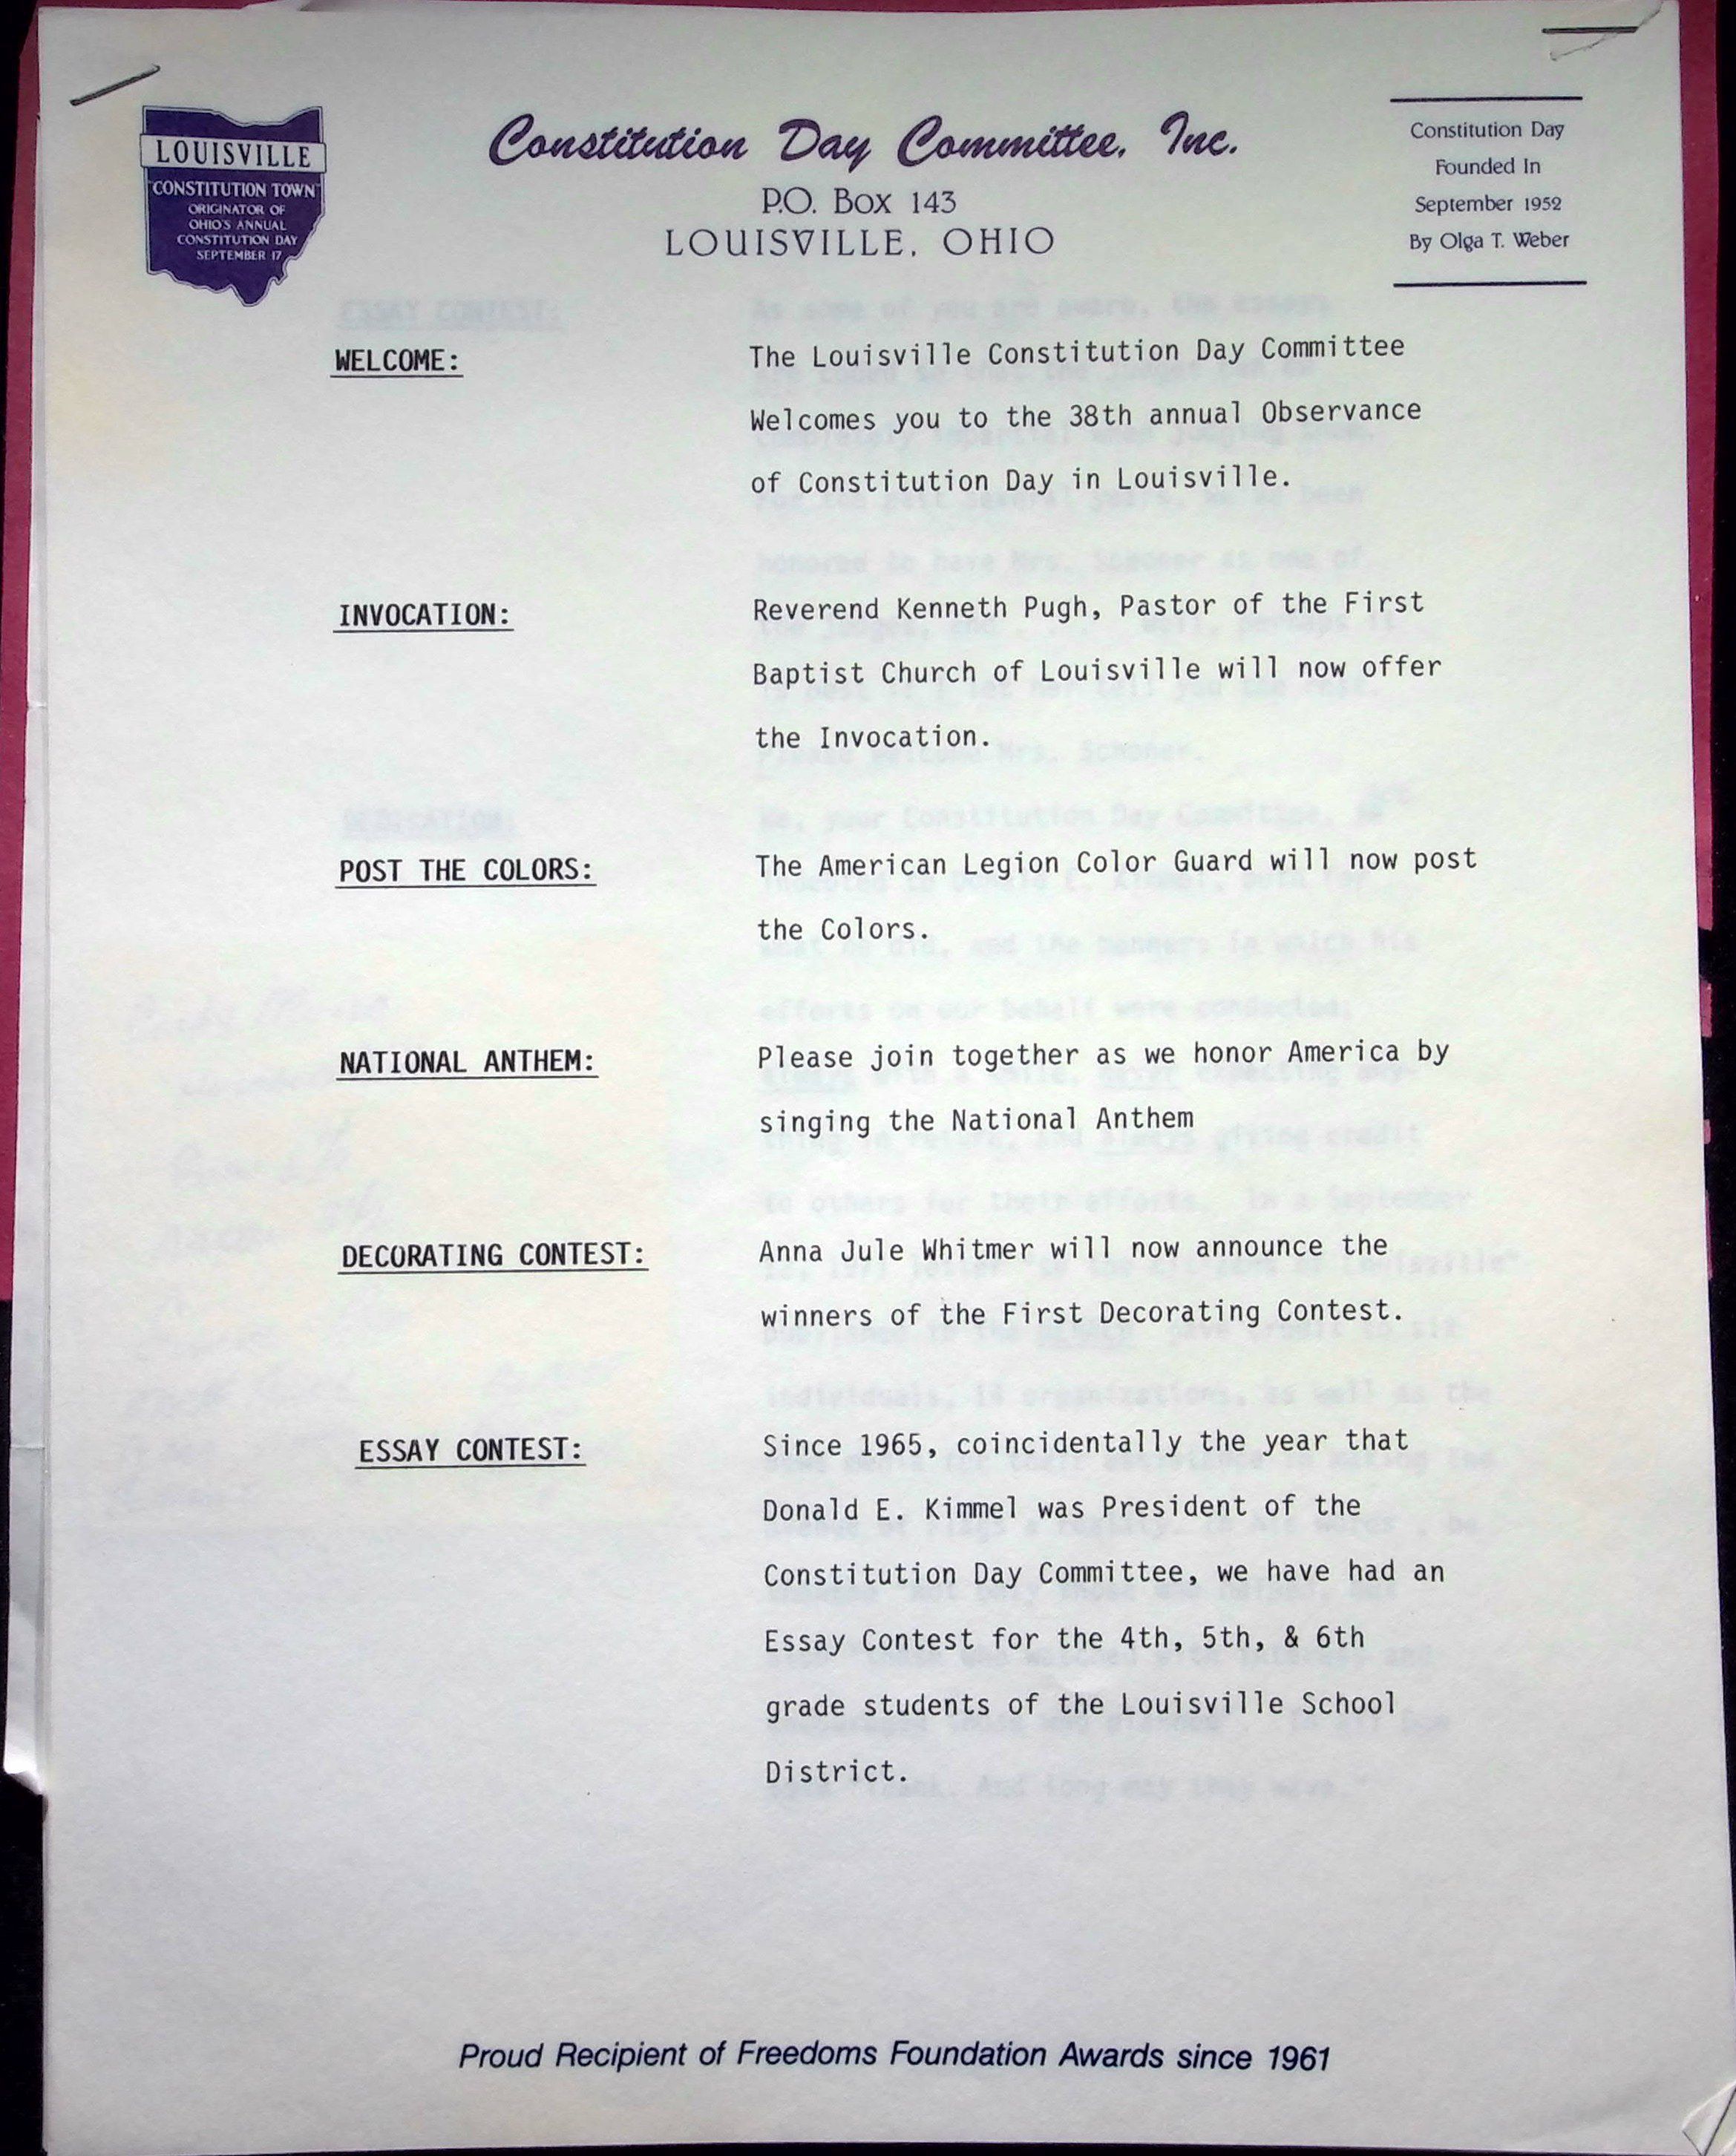 LOUISVILLE
"CONSTITUTION TOWN"
ORIGINATOR OF
OHIO'S ANNUAL
CONSTITUTION DAY
SEPTEMBER 17
Constitution Day Committee, Inc.
P.O. Box 143
LOUISVILLE, OHIO
Constitution Day
Founded In
September 1952
By Olga T. Weber
WELCOME:
The Louisville Constitution Day Committee
Welcomes you to the 38th annual Observance
of Constitution Day in Louisville.
INVOCATION:
Reverend Kenneth Pugh, Pastor of the First
Baptist Church of Louisville will now offer
the Invocation.
POST THE COLORS:
The American Legion Color Guard will now post
the Colors.
NATIONAL ANTHEM:
Please join together as we honor America by
singing the National Anthem
DECORATING CONTEST:
Anna Jule Whitmer will now announce the
winners of the First Decorating Contest.
ESSAY CONTEST:
Since 1965, coincidentally the year that
Donald E. Kimmel was President of the
Constitution Day Committee, we have had an
Essay Contest for the 4th, 5th, & 6th
grade students of the Louisville School
District.
Proud Recipient of Freedoms Foundation Awards since 1961